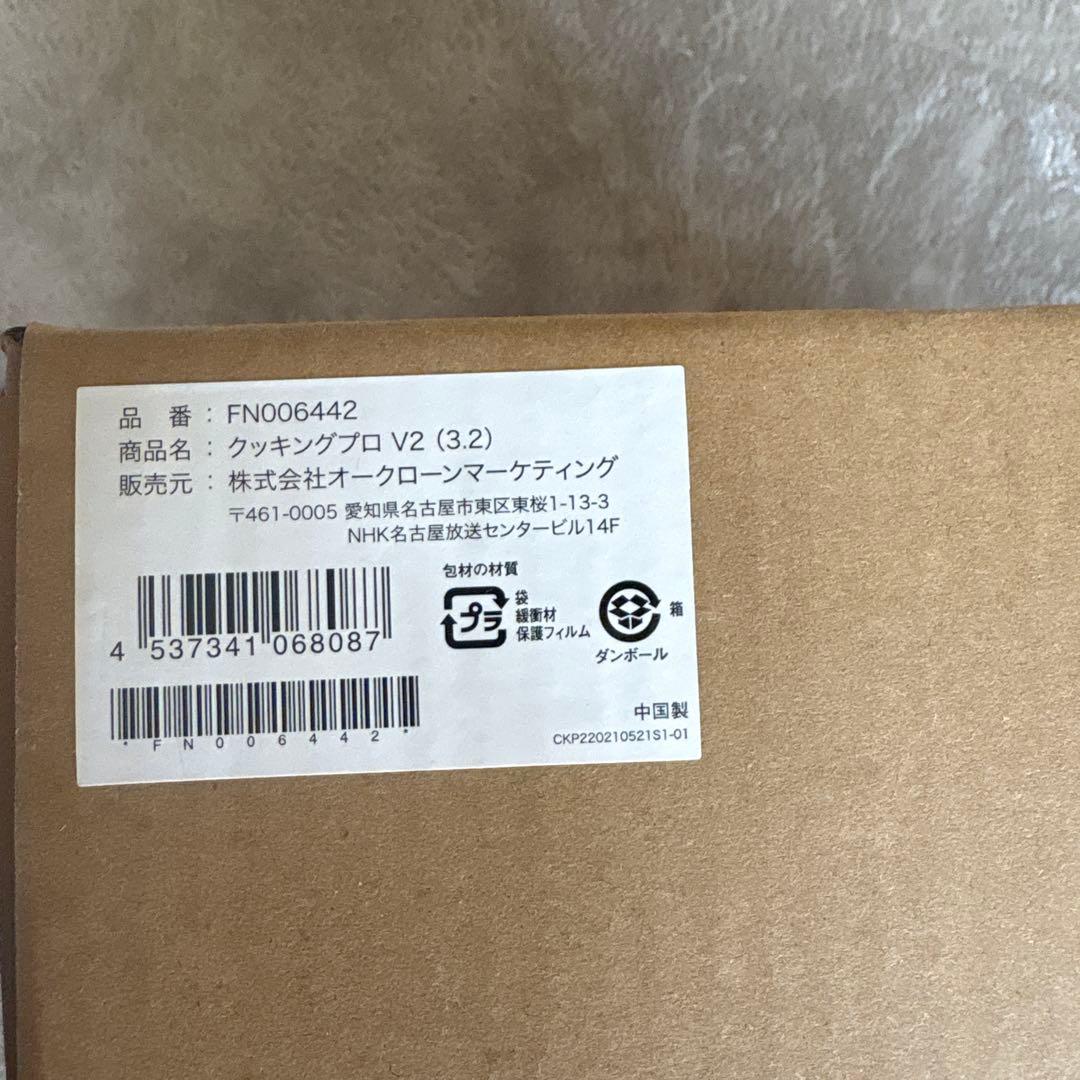 品　番 : FN006442
商品名 : クッキングプロ V2 (3.2)
販売元 : 株式会社オークローンマーケティング
〒461-0005 愛知県名古屋市東区東桜1-13-3
NHK名古屋放送センタービル14F
包材の材質
プラ
袋
緩衝材
保護フィルム
箱
ダンボール
4 537341 068087
*FN006442*
中国製
CKP220210521S1-01